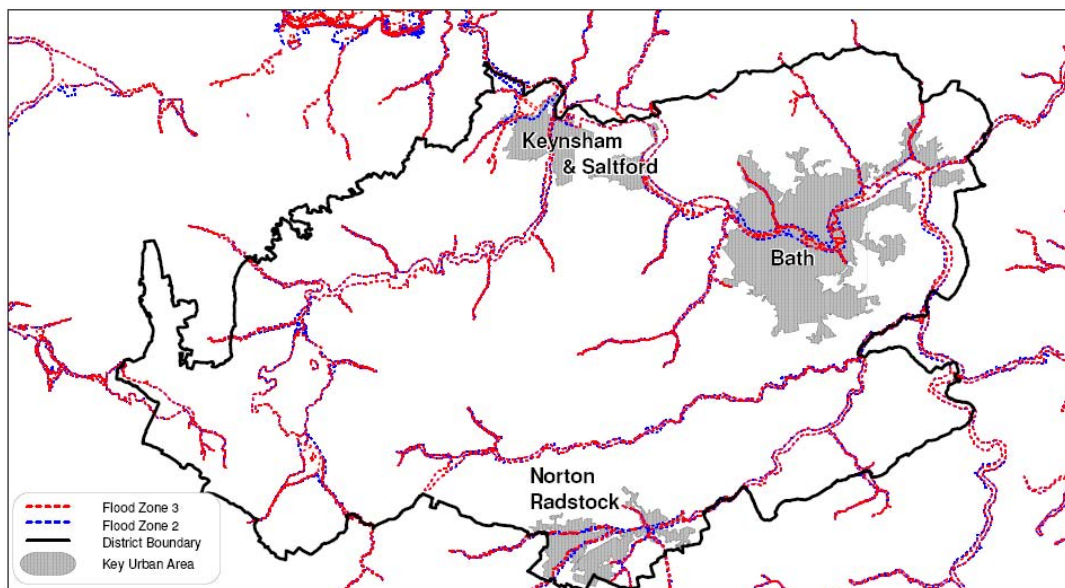 Keynsham
& Saltford
Bath
Norton
Radstock
Flood Zone 3
Flood Zone 2
District Boundary
Key Urban Area